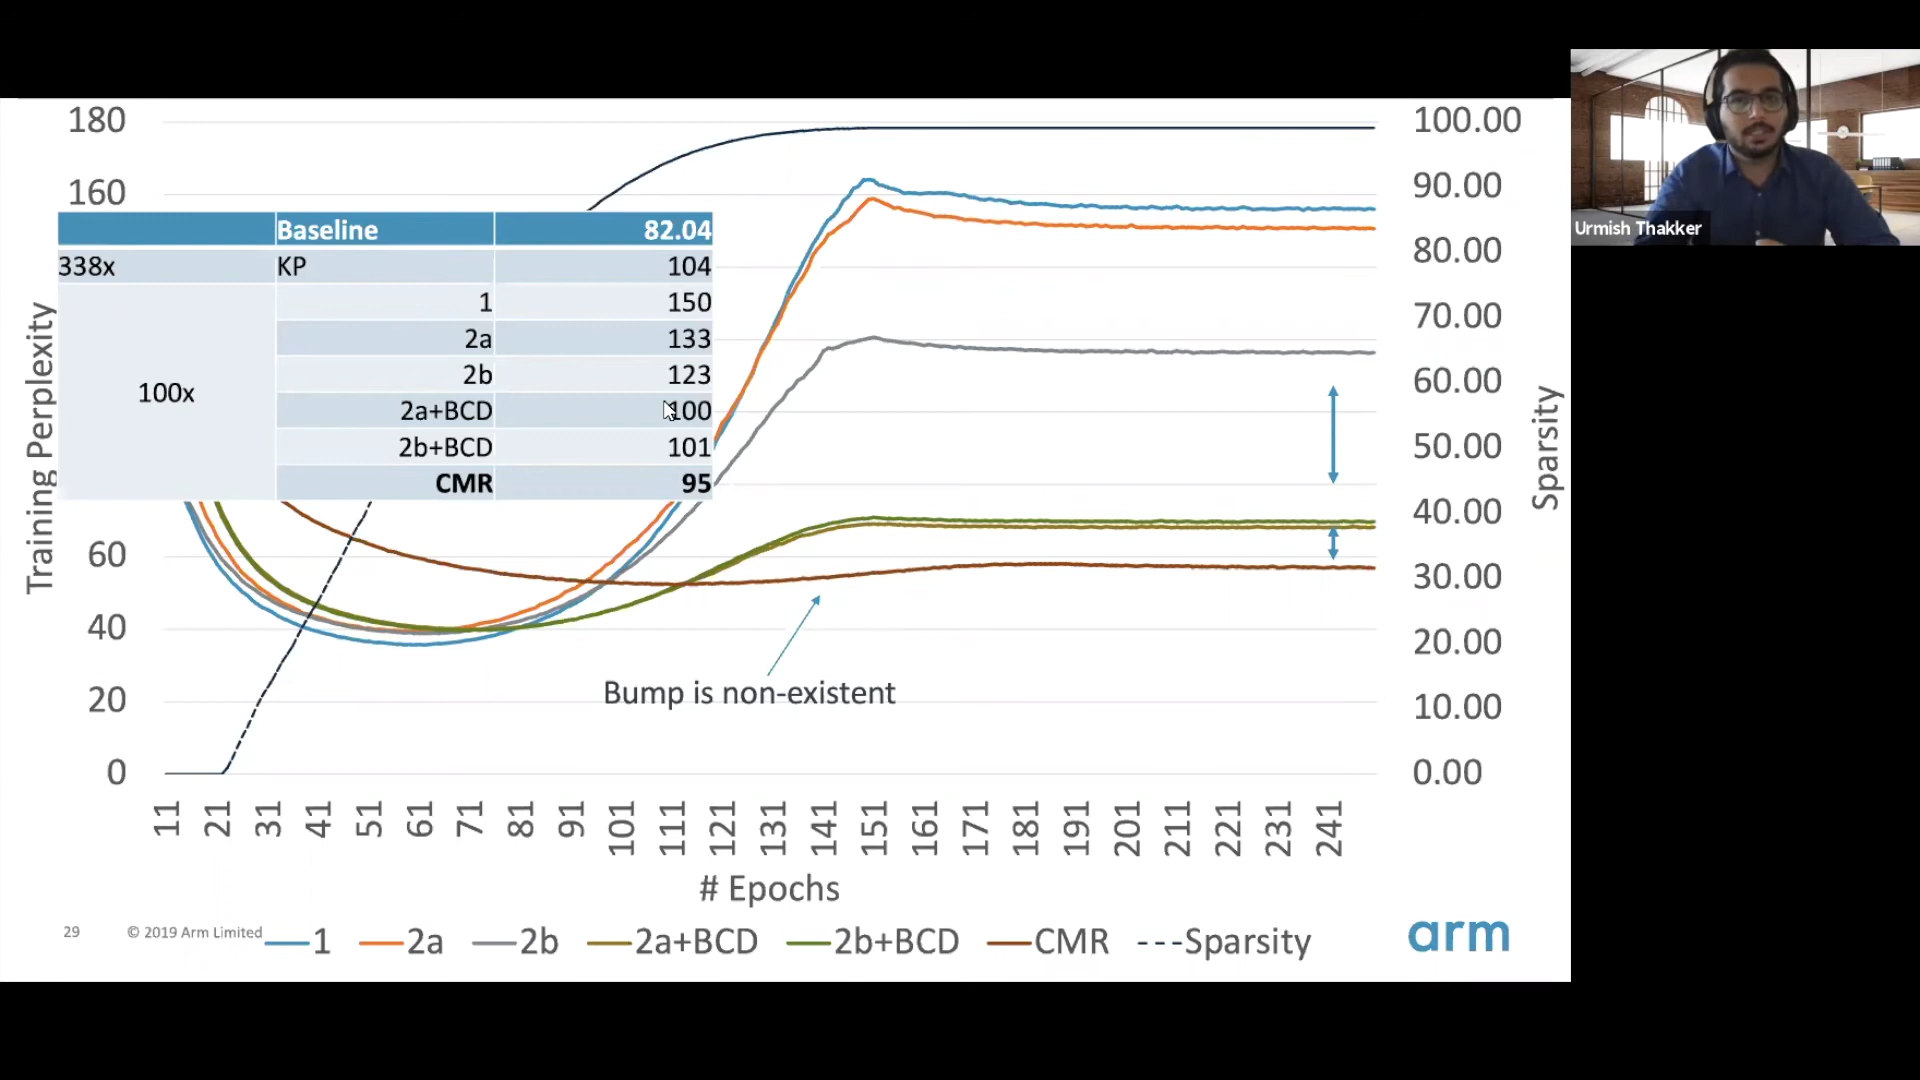 180
160
60
40
20
0
Training Perplexity
Baseline 82.04
338x KP 104
100x
1 150
2a 133
2b 123
2a+BCD 100
2b+BCD 101
CMR 95
100.00
90.00
80.00
70.00
60.00
50.00
40.00
30.00
20.00
10.00
0.00
Sparsity
Bump is non-existent
11 21 31 41 51 61 71 81 91 101 111 121 131 141 151 161 171 181 191 201 211 221 231 241
# Epochs
29 © 2019 Arm Limited
1 2a 2b 2a+BCD 2b+BCD CMR Sparsity
arm
Urmish Thakker